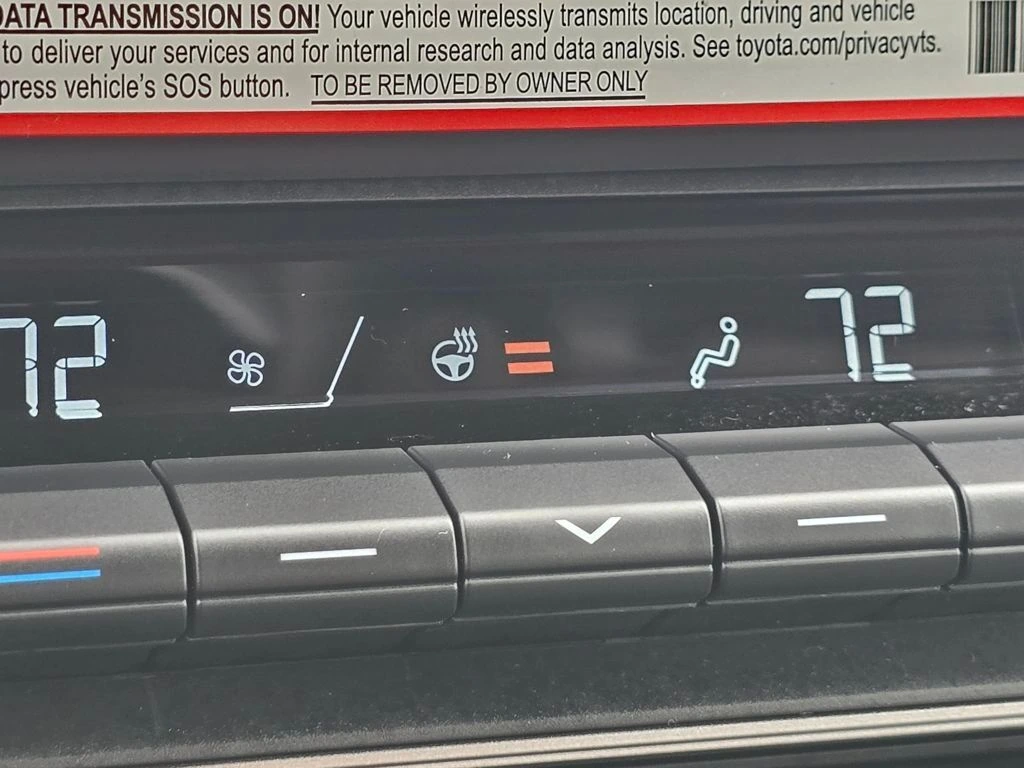 DATA TRANSMISSION IS ON! Your vehicle wirelessly transmits location, driving and vehicle
to deliver your services and for internal research and data analysis. See toyota.com/privacyvts.
press vehicle's SOS button. TO BE REMOVED BY OWNER ONLY
72 72